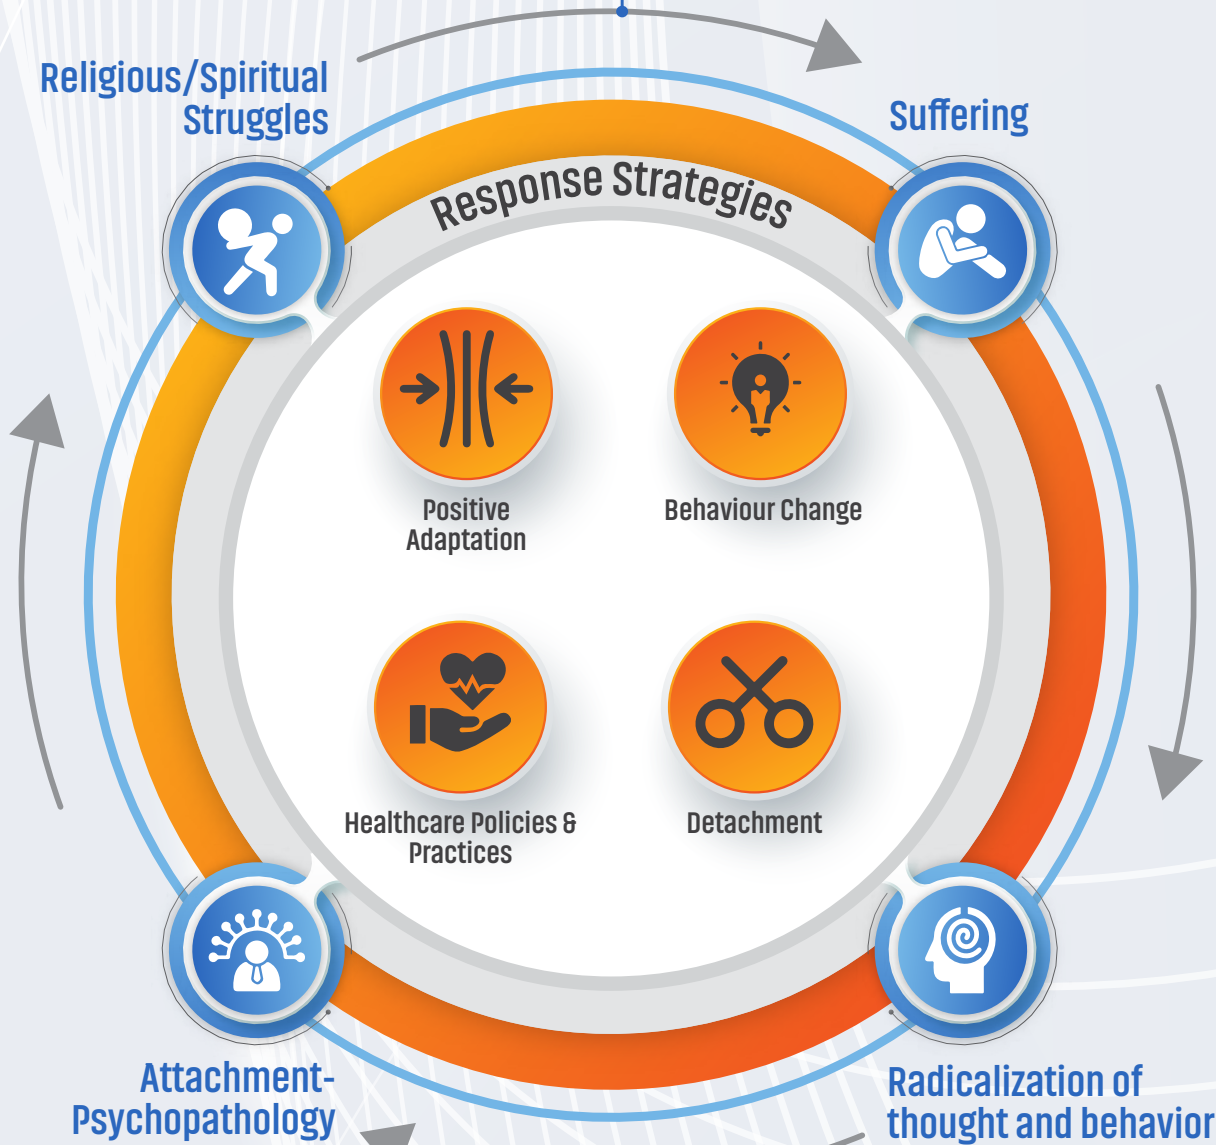 Religious/Spiritual
Struggles
Suffering
Response Strategies
Positive
Adaptation
Behaviour Change
Healthcare Policies &
Practices
Detachment
Attachment-
Psychopathology
Radicalization of
thought and behavior